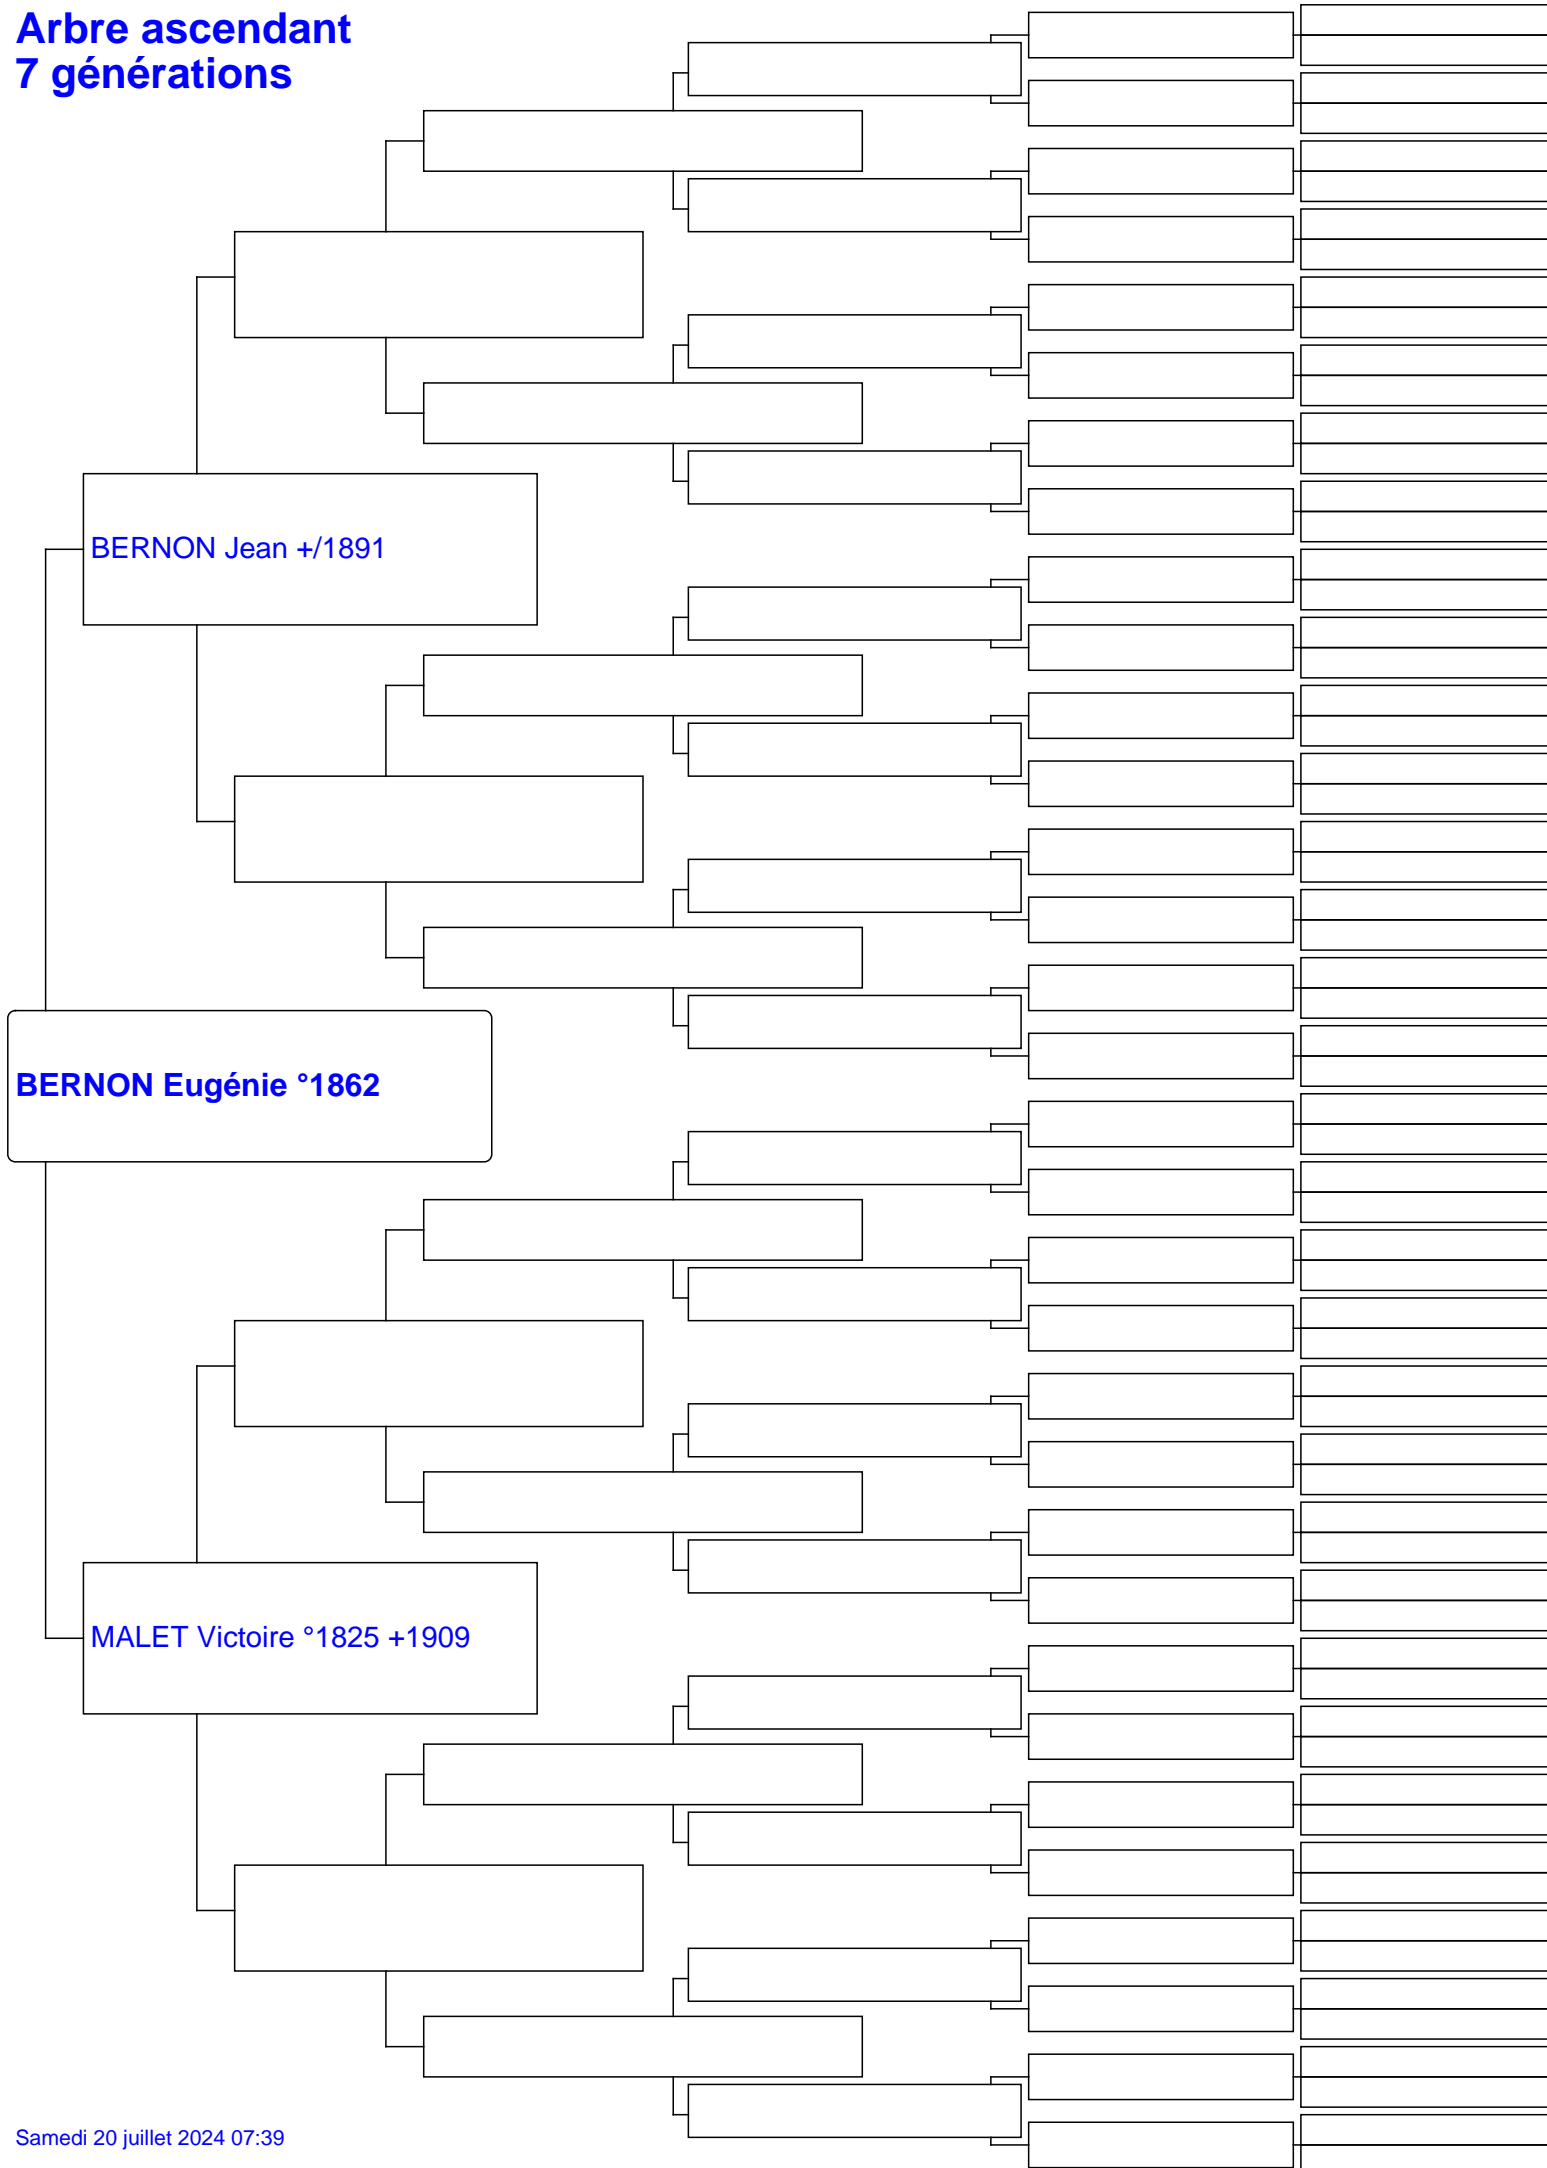 Arbre ascendant
7 générations
BERNON Jean +/1891
BERNON Eugénie °1862
MALET Victoire °1825 +1909
Samedi 20 juillet 2024 07:39